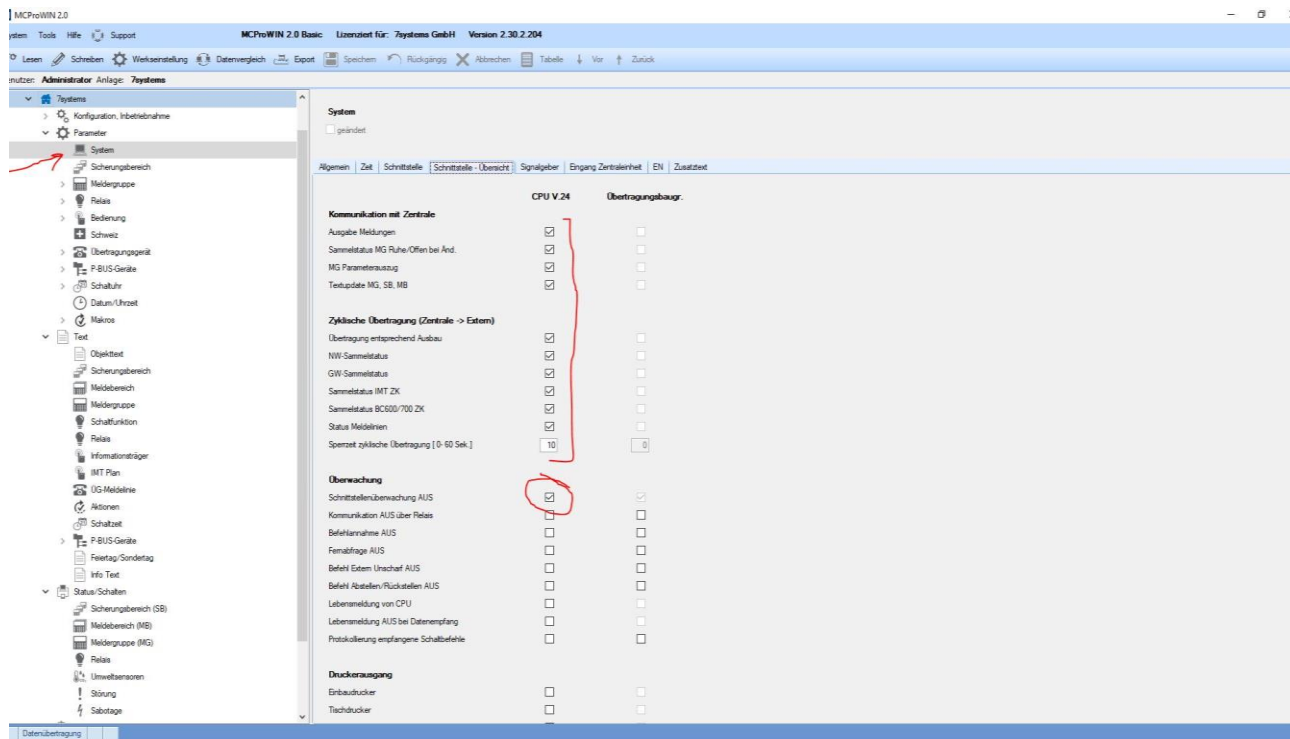 MCProWIN 2.0
ystem Tools Hilfe Support MCProWIN 2.0 Basic Lizenziert für: 7systems GmbH Version 2.30.2.204
Lesen Schreiben Werkseinstellung Datenvergleich Export Speichern Rückgängig Abbrechen Tabelle Vor Zurück
enutzer: Administrator Anlage: 7systems
7systems
Konfiguration, Inbetriebnahme
Parameter
System
Sicherungsbereich
Meldergruppe
Relais
Bedienung
Schweiz
Übertragungsgerät
P-BUS-Geräte
Schaltuhr
Datum/Uhrzeit
Makros
Text
Objekttext
Sicherungsbereich
Meldebereich
Meldergruppe
Schaltfunktion
Relais
Informationsträger
IMT Plan
ÜG-Meldelinie
Aktionen
Schaltzeit
P-BUS-Geräte
Feiertag/Sondertag
Info Text
Status/Schalten
Sicherungsbereich (SB)
Meldebereich (MB)
Meldergruppe (MG)
Relais
Umweltsensoren
Störung
Sabotage
System
geändert
Allgemein Zeit Schnittstelle Schnittstelle - Übersicht Signalgeber Eingang Zentraleinheit EN Zusatztext
CPU V.24 Übertragungsbaugr.
Kommunikation mit Zentrale
Ausgabe Meldungen
Sammelstatus MG Ruhe/Offen bei Änd.
MG Parameterauszug
Textupdate MG, SB, MB
Zyklische Übertragung (Zentrale -> Extern)
Übertragung entsprechend Ausbau
NW-Sammelstatus
GW-Sammelstatus
Sammelstatus IMT ZK
Sammelstatus BC600/700 ZK
Status Meldelinien
Sperrzeit zyklische Übertragung [ 0- 60 Sek.] 10 0
Überwachung
Schnittstellenüberwachung AUS
Kommunikation AUS über Relais
Befehlannahme AUS
Fernabfrage AUS
Befehl Extern Unscharf AUS
Befehl Abstellen/Rückstellen AUS
Lebensmeldung von CPU
Lebensmeldung AUS bei Datenempfang
Protokollierung empfangene Schaltbefehle
Druckerausgang
Einbaudrucker
Tischdrucker
Datenübertragung